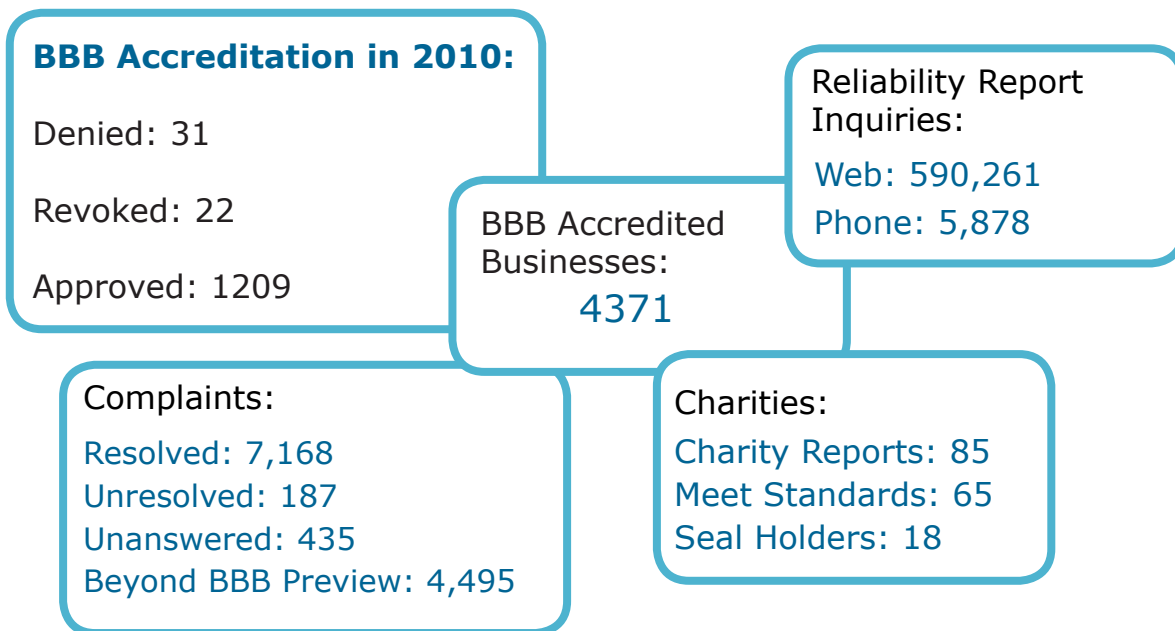 BBB Accreditation in 2010:
Denied: 31
Revoked: 22
Approved: 1209
Reliability Report
Inquiries:
Web: 590,261
Phone: 5,878
BBB Accredited
Businesses:
4371
Complaints:
Resolved: 7,168
Unresolved: 187
Unanswered: 435
Beyond BBB Preview: 4,495
Charities:
Charity Reports: 85
Meet Standards: 65
Seal Holders: 18